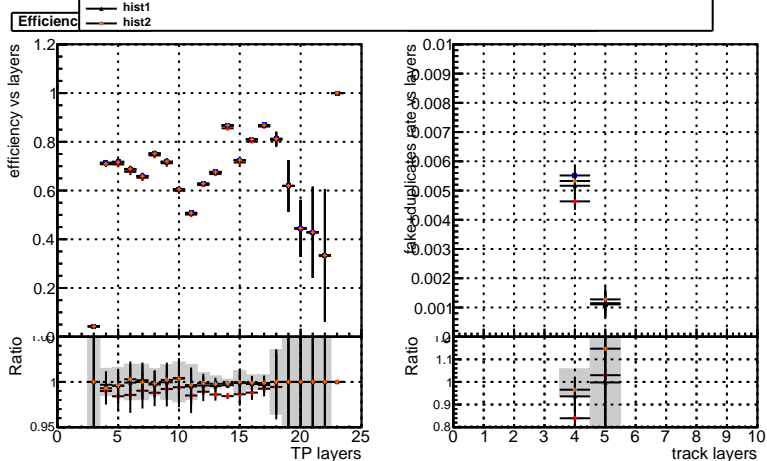 Efficienc
hist1
hist2
efficiency vs layers
1.2
1
0.8
0.6
0.4
0.2
Ratio
1
0.95
0 5 10 15 20 25
TP layers
fake+duplicates rate vs layers
0.01
0.009
0.008
0.007
0.006
0.005
0.004
0.003
0.002
0.001
Ratio
1.1
1
0.9
0.8
0 1 2 3 4 5 6 7 8 9 10
track layers